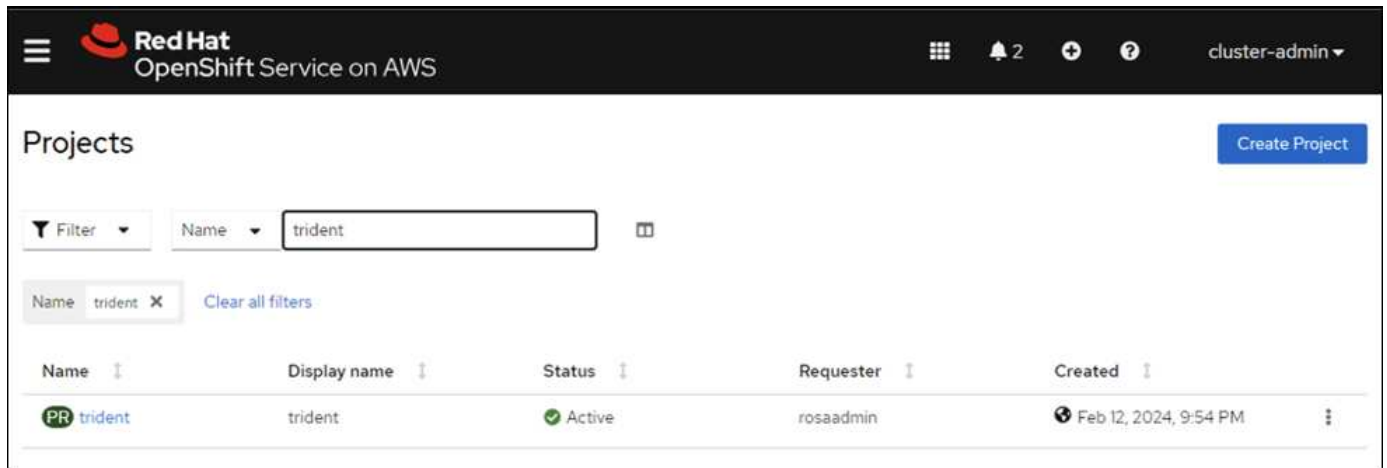 Red Hat
OpenShift Service on AWS
2
cluster-admin
Projects
Create Project
Filter
Name
trident
Name trident
Clear all filters
Name Display name Status Requester Created
PR trident trident Active rosaadmin Feb 12, 2024, 9:54 PM